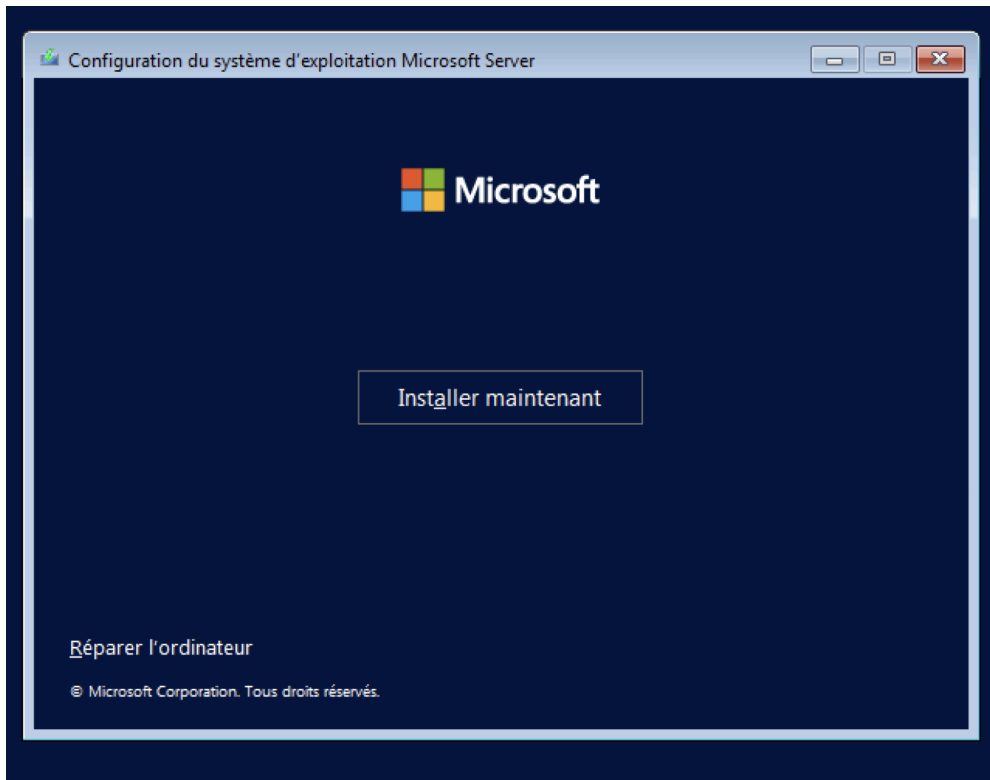 Configuration du système d'exploitation Microsoft Server
Microsoft
Installer maintenant
Réparer l'ordinateur
© Microsoft Corporation. Tous droits réservés.